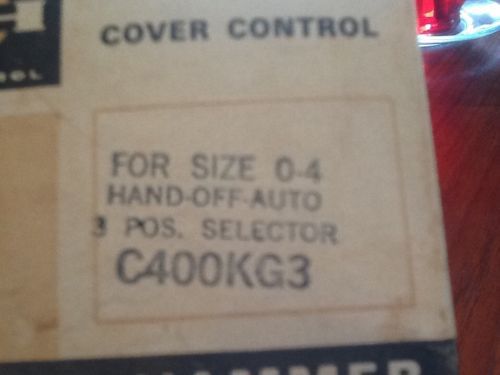 COVER CONTROL
FOR SIZE 0-4
HAND-OFF-AUTO
3 POS. SELECTOR
C400KG3